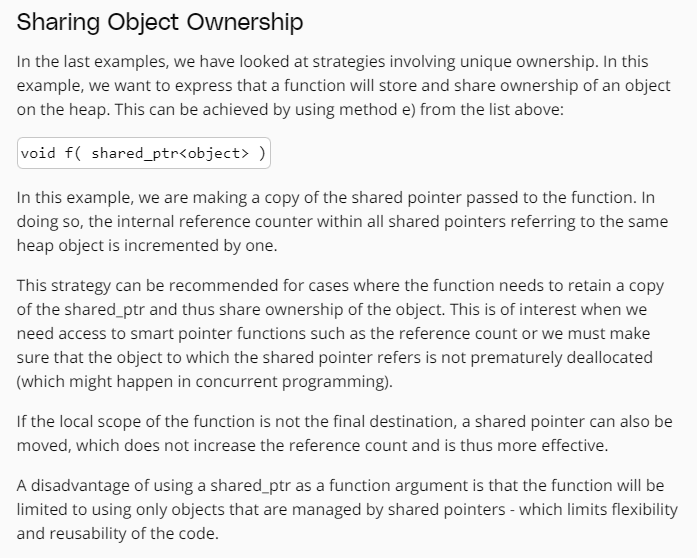 Sharing Object Ownership
In the last examples, we have looked at strategies involving unique ownership. In this
example, we want to express that a function will store and share ownership of an object
on the heap. This can be achieved by using method e) from the list above:
void f( shared_ptr<object> )
In this example, we are making a copy of the shared pointer passed to the function. In
doing so, the internal reference counter within all shared pointers referring to the same
heap object is incremented by one.
This strategy can be recommended for cases where the function needs to retain a copy
of the shared_ptr and thus share ownership of the object. This is of interest when we
need access to smart pointer functions such as the reference count or we must make
sure that the object to which the shared pointer refers is not prematurely deallocated
(which might happen in concurrent programming).
If the local scope of the function is not the final destination, a shared pointer can also be
moved, which does not increase the reference count and is thus more effective.
A disadvantage of using a shared_ptr as a function argument is that the function will be
limited to using only objects that are managed by shared pointers - which limits flexibility
and reusability of the code.